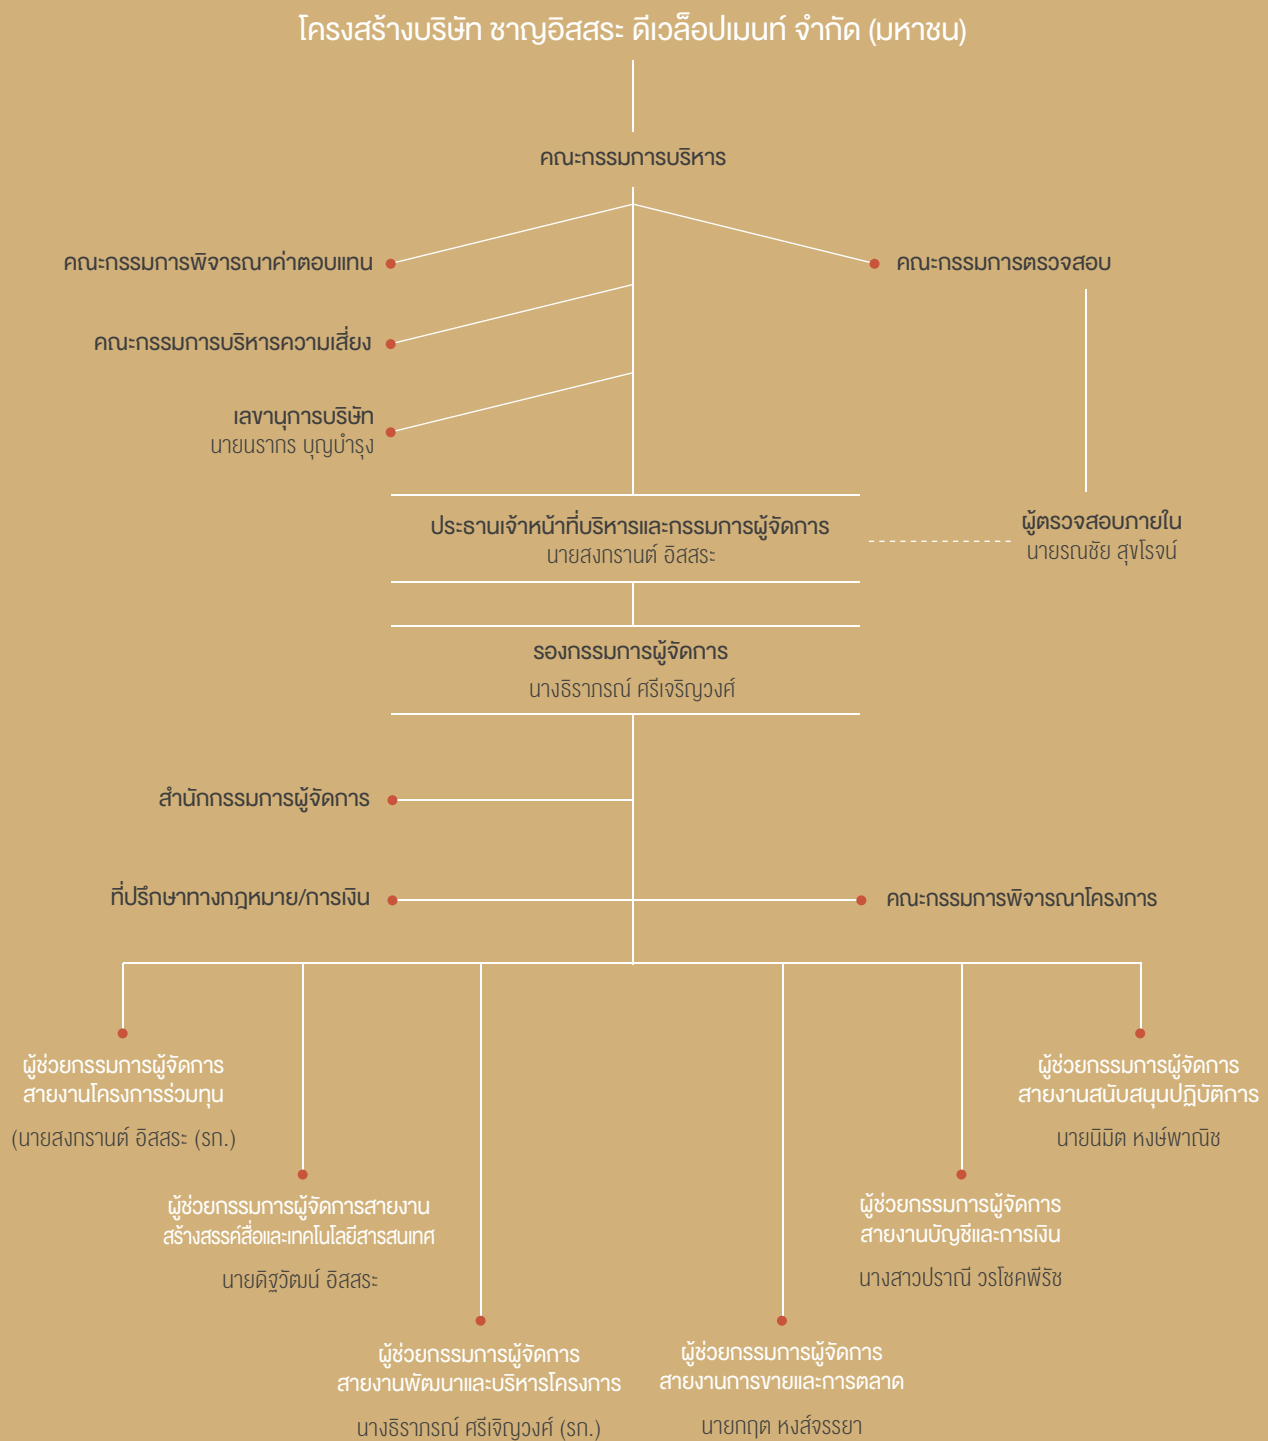 โครงสร้างบริษัท ชาญอิสสระ ดีเวล็อปเมนท์ จำกัด (มหาชน)
คณะกรรมการบริหาร
คณะกรรมการพิจารณาค่าตอบแทน
คณะกรรมการตรวจสอบ
คณะกรรมการบริหารความเสี่ยง
เลขานุการบริษัท
นายนรากร บุญบำรุง
ประธานเจ้าหน้าที่บริหารและกรรมการผู้จัดการ
นายสงกรานต์ อิสสระ
ผู้ตรวจสอบภายใน
นายรณชัย สุขโรจน์
รองกรรมการผู้จัดการ
นางธิราภรณ์ ศรีเจริญวงศ์
สำนักกรรมการผู้จัดการ
ที่ปรึกษาทางกฎหมาย/การเงิน
คณะกรรมการพิจารณาโครงการ
ผู้ช่วยกรรมการผู้จัดการ
สายงานโครงการร่วมทุน
(นายสงกรานต์ อิสสระ (รก.)
ผู้ช่วยกรรมการผู้จัดการ
สายงานสนับสนุนปฏิบัติการ
นายนิมิต หงษ์พาณิช
ผู้ช่วยกรรมการผู้จัดการสายงาน
สร้างสรรค์สื่อและเทคโนโลยีสารสนเทศ
นายดิฐวัฒน์ อิสสระ
ผู้ช่วยกรรมการผู้จัดการ
สายงานบัญชีและการเงิน
นางสาวปราณี วรโชคพีรัช
ผู้ช่วยกรรมการผู้จัดการ
สายงานพัฒนาและบริหารโครงการ
นางธิราภรณ์ ศรีเจิญวงศ์ (รก.)
ผู้ช่วยกรรมการผู้จัดการ
สายงานการขายและการตลาด
นายกฤต หงส์จรรยา